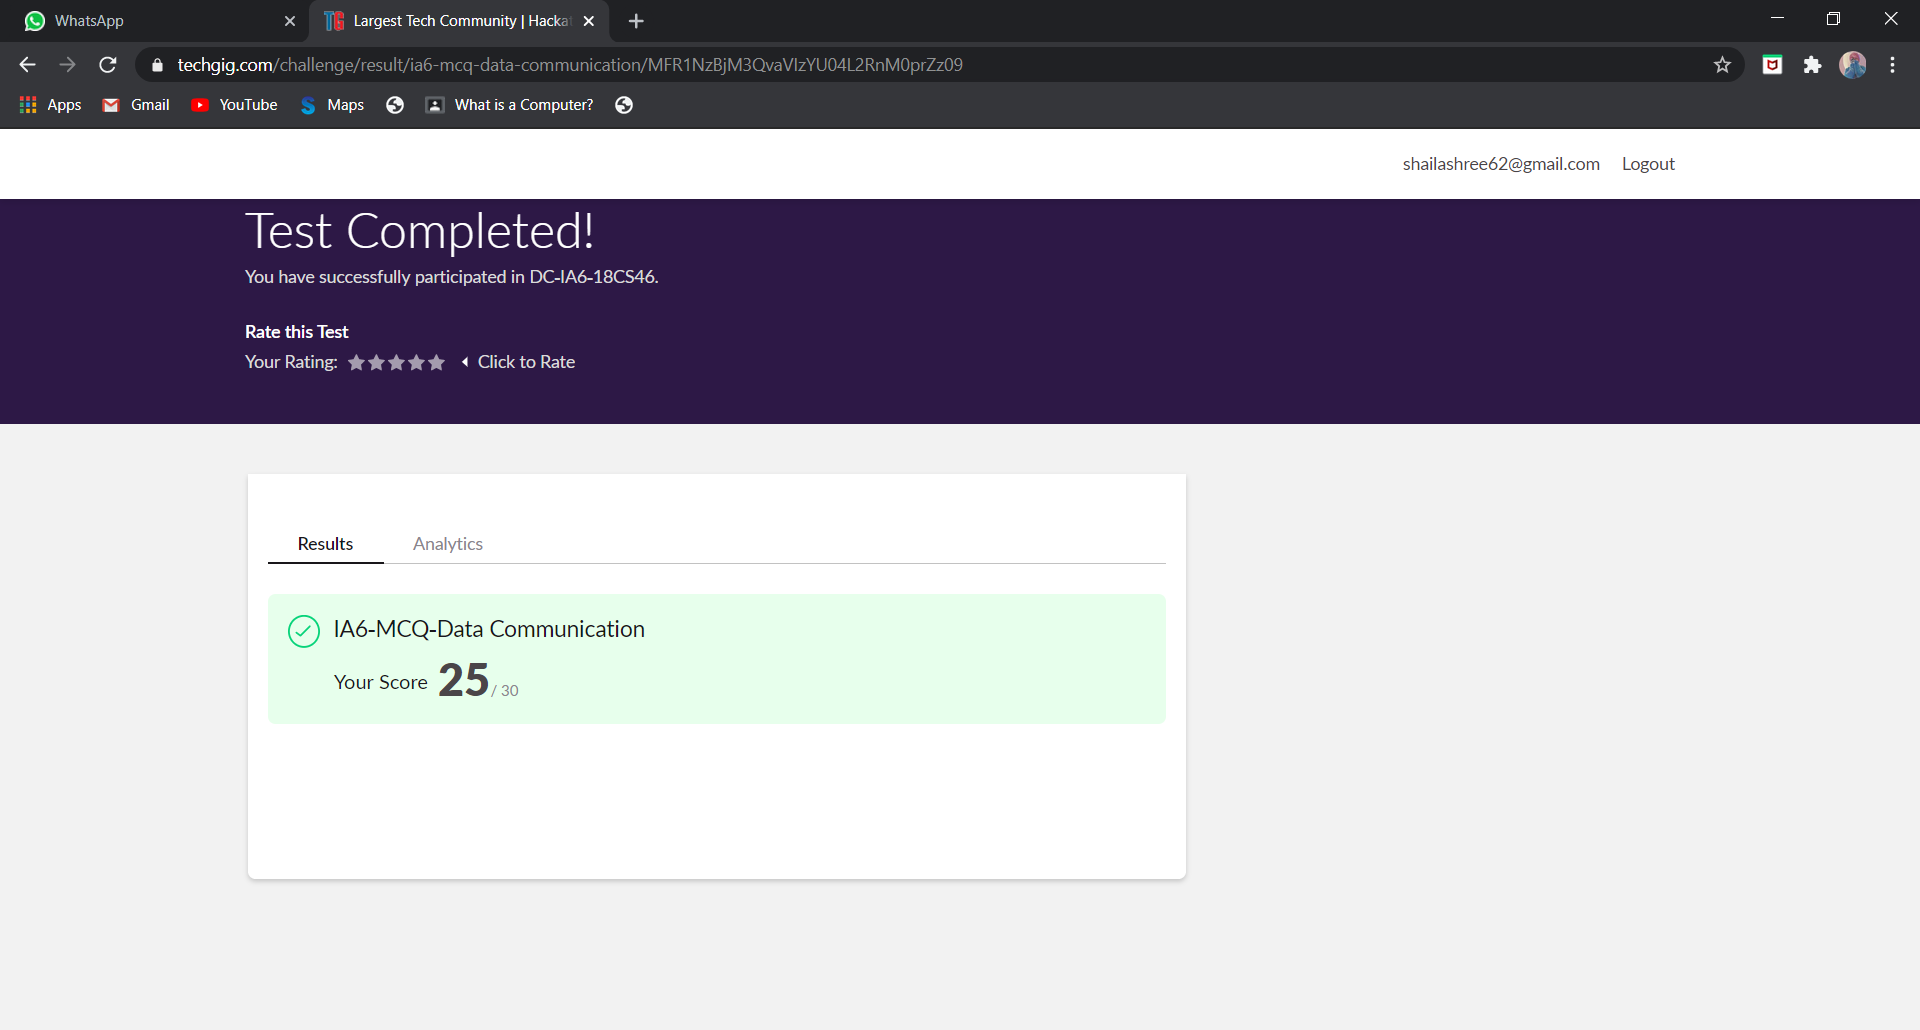 WhatsApp
TG Largest Tech Community | Hacka
techgig.com/challenge/result/ia6-mcq-data-communication/MFR1NzBjM3QvaVIzYU04L2RnM0prZz09
Apps Gmail YouTube Maps What is a Computer?
shailashree62@gmail.com Logout
Test Completed!
You have successfully participated in DC-IA6-18CS46.
Rate this Test
Your Rating: Click to Rate
Results Analytics
IA6-MCQ-Data Communication
Your Score 25 / 30